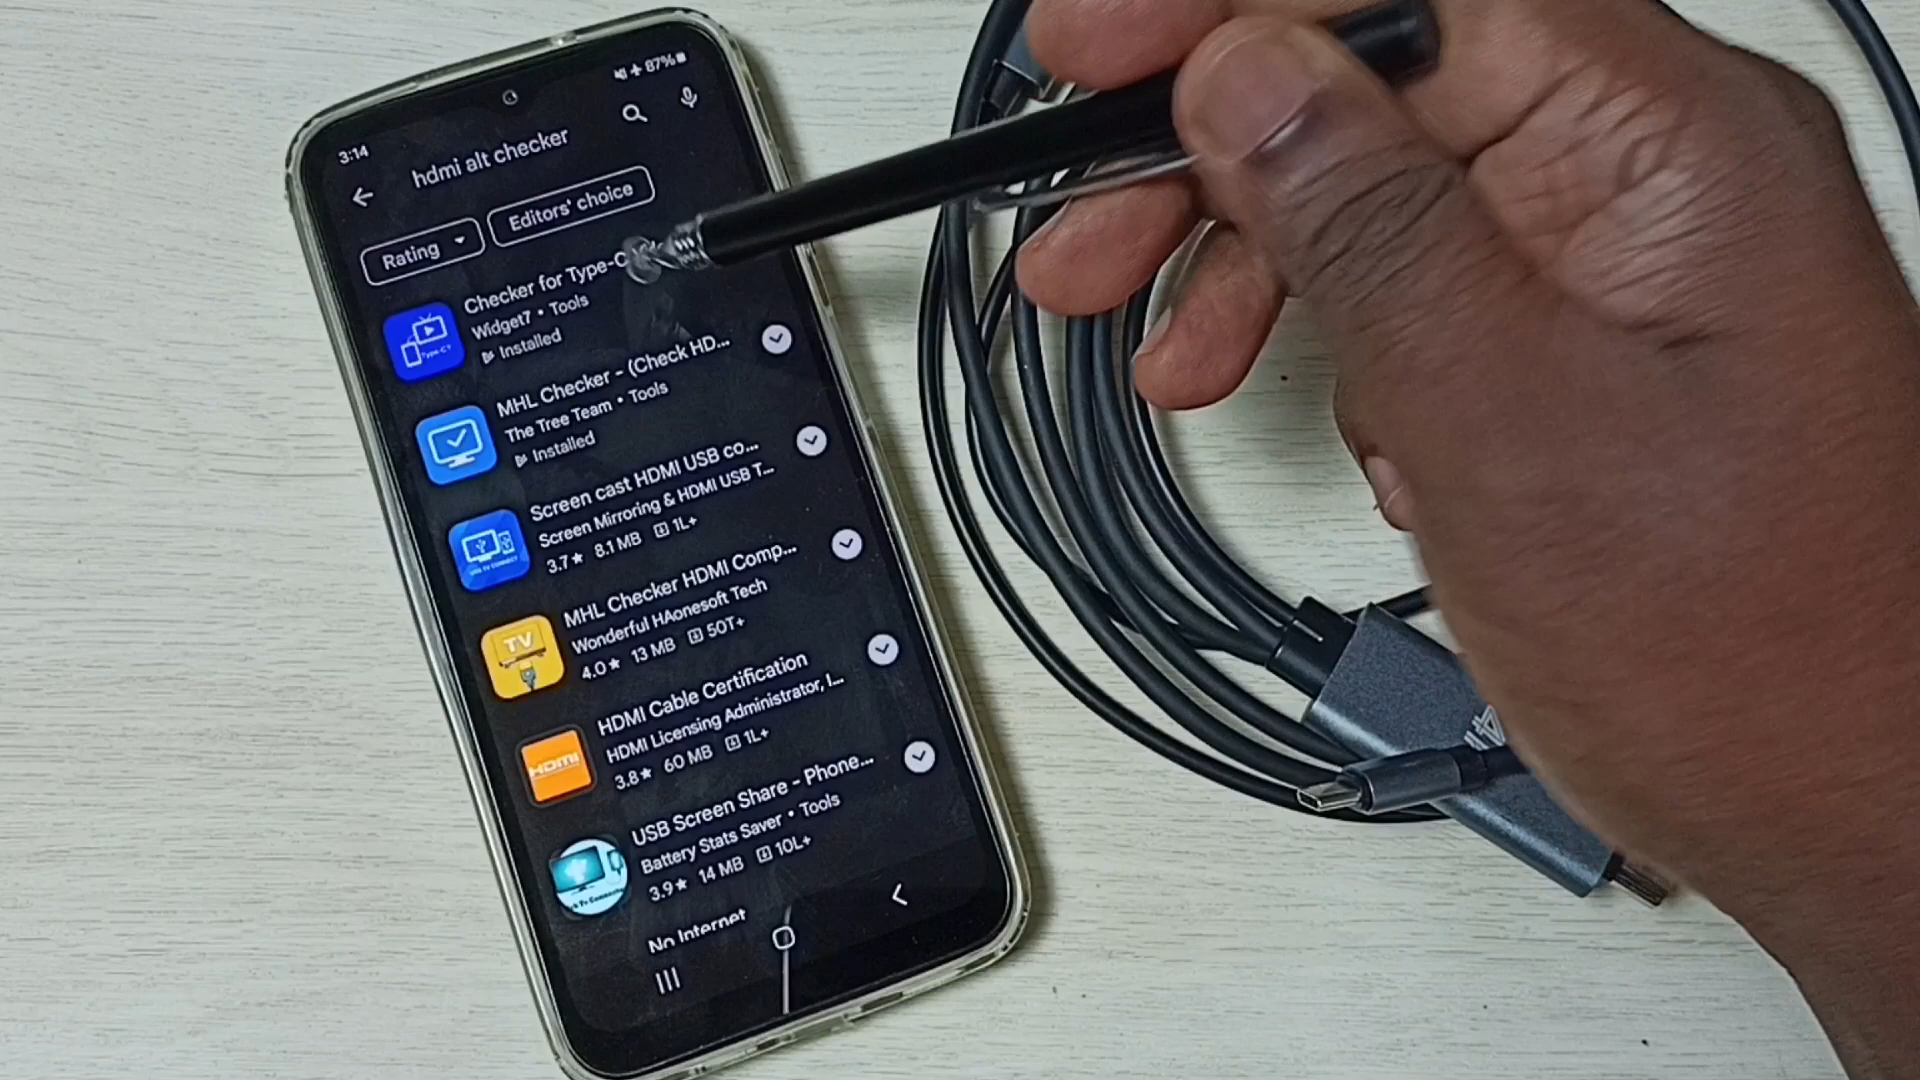 87%
3:14
hdmi alt checker
Rating
Editors' choice
Checker for Type-C
Widget7 • Tools
Installed
MHL Checker - (Check HD...
The Tree Team • Tools
Installed
Screen cast HDMI USB co...
Screen Mirroring & HDMI USB T...
3.7★ 8.1 MB 1L+
MHL Checker HDMI Comp...
Wonderful HAonesoft Tech
4.0★ 13 MB 50T+
HDMI Cable Certification
HDMI Licensing Administrator, I...
3.8★ 60 MB 1L+
USB Screen Share - Phone...
Battery Stats Saver • Tools
3.9★ 14 MB 10L+
No Internet
TV
HDMI